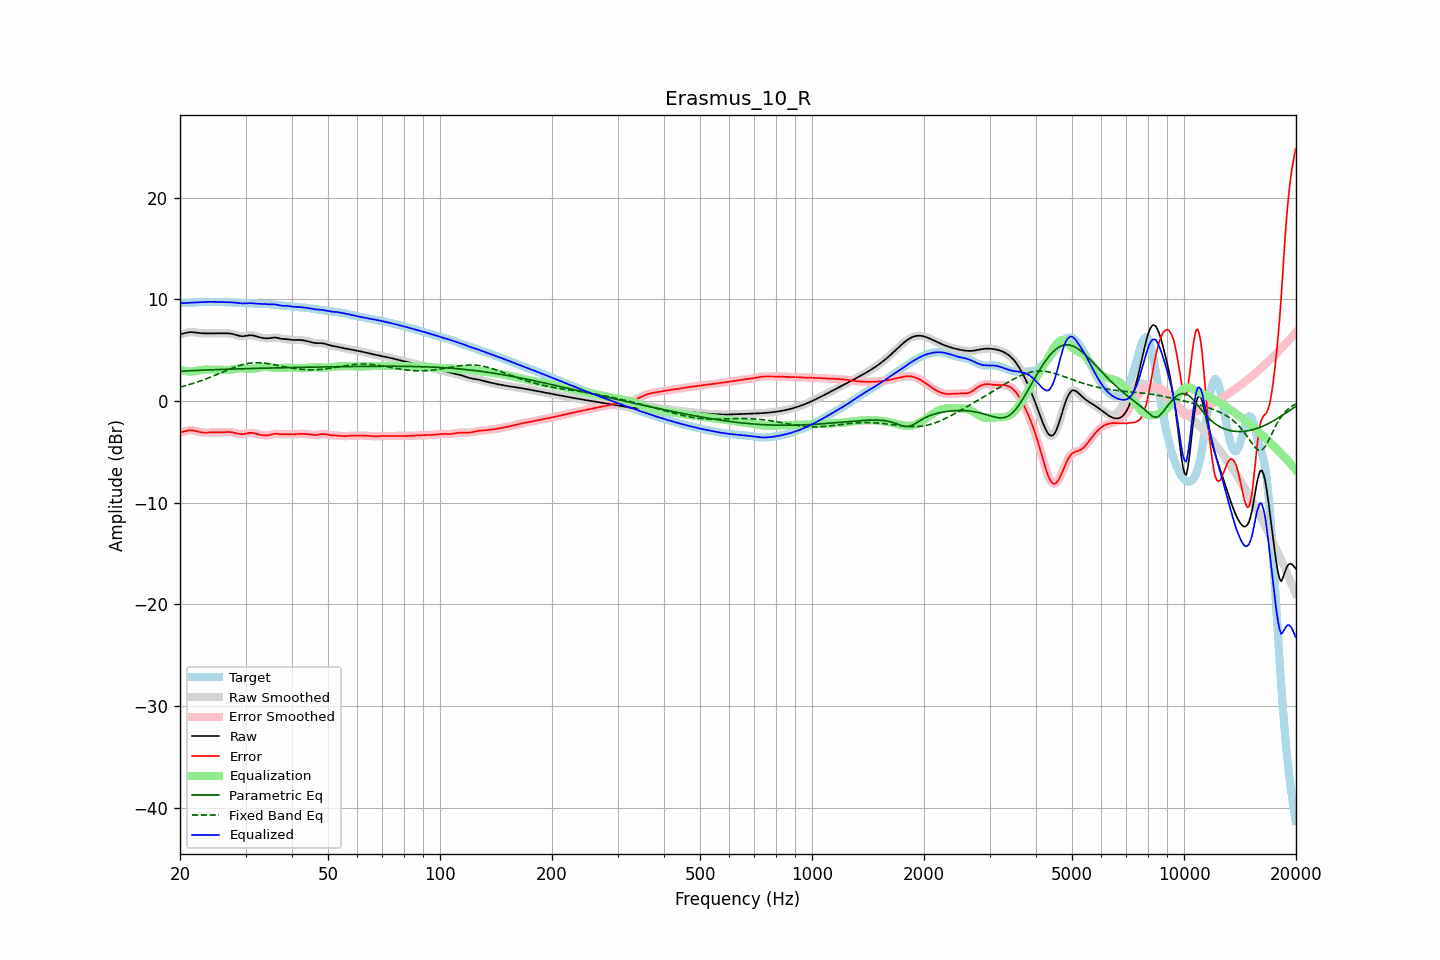 Erasmus_10_R
Amplitude (dBr)
20
10
0
−10
−20
−30
−40
Target
Raw Smoothed
Error Smoothed
Raw
Error
Equalization
Parametric Eq
Fixed Band Eq
Equalized
20 50 100 200 500 1000 2000 5000 10000 20000
Frequency (Hz)